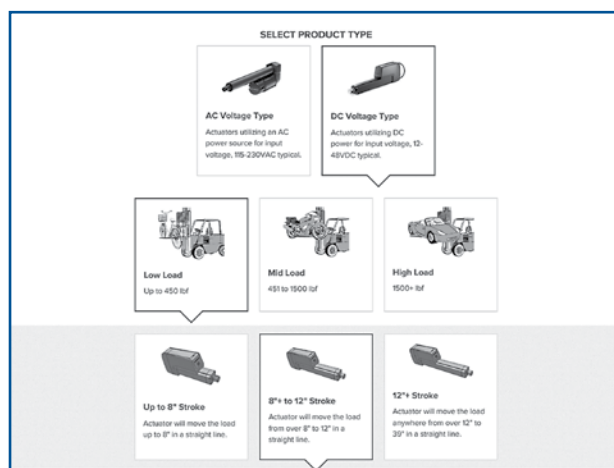 SELECT PRODUCT TYPE
AC Voltage Type
Actuators utilizing an AC
power source for input
voltage, 115-230VAC typical.
DC Voltage Type
Actuators utilizing DC
power for input voltage, 12-
48VDC typical.
Low Load
Up to 450 lbf
Mid Load
451 to 1500 lbf
High Load
1500+ lbf
Up to 8" Stroke
Actuator will move the load
up to 8" in a straight line.
8"+ to 12" Stroke
Actuator will move the load
from over 8" to 12" in a
straight line.
12"+ Stroke
Actuator will move the load
anywhere from over 12" to
39" in a straight line.